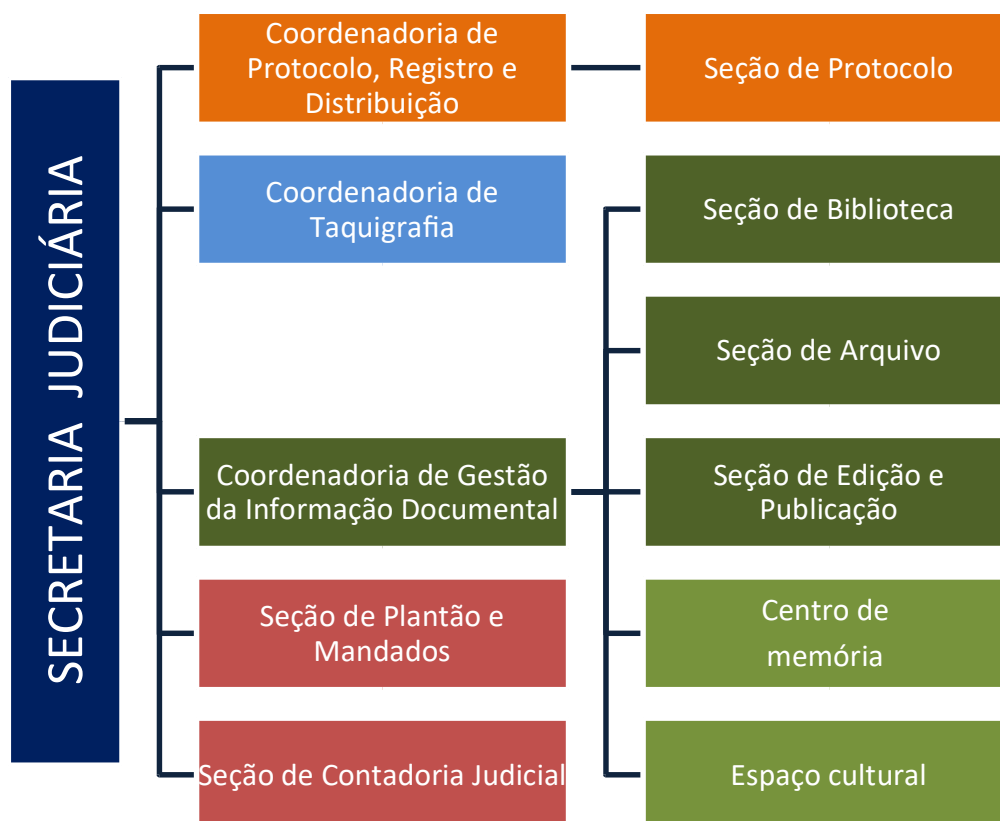 SECRETARIA JUDICIÁRIA
Coordenadoria de
Protocolo, Registro e
Distribuição
Seção de Protocolo
Coordenadoria de
Taquigrafia
Seção de Biblioteca
Seção de Arquivo
Coordenadoria de Gestão
da Informação Documental
Seção de Edição e
Publicação
Seção de Plantão e
Mandados
Centro de
memória
Seção de Contadoria Judicial
Espaço cultural